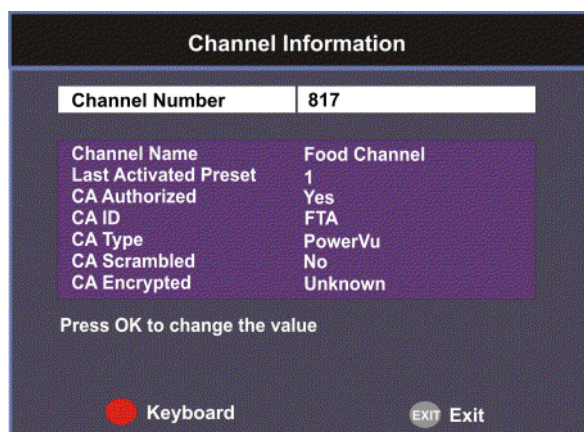 Channel Information
Channel Number 817
Channel Name Food Channel
Last Activated Preset 1
CA Authorized Yes
CA ID FTA
CA Type PowerVu
CA Scrambled No
CA Encrypted Unknown
Press OK to change the value
Keyboard EXIT Exit